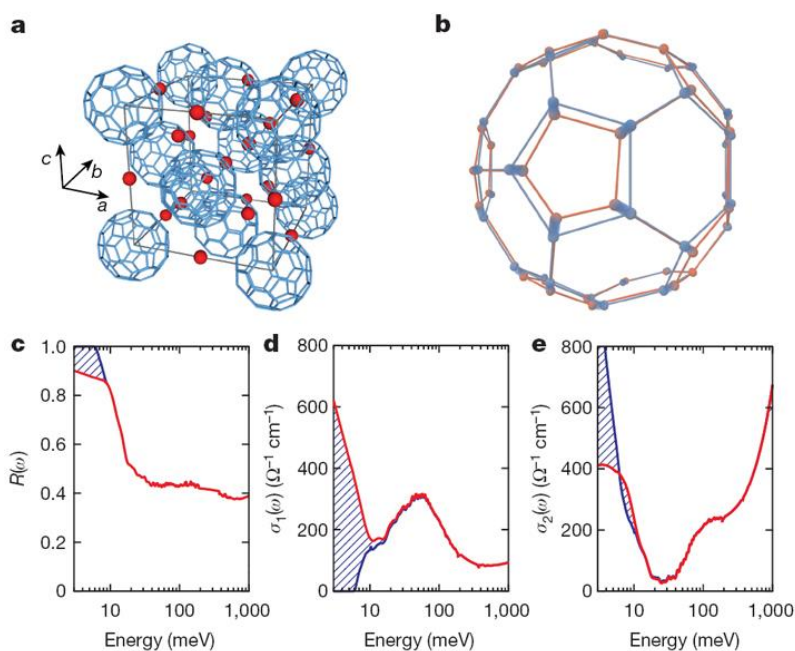 a
b
c
b
a
c
d
e
1.0
0.8
0.6
0.4
0.2
0
R(ω)
10
100
1,000
Energy (meV)
800
600
400
200
0
σ₁(ω) (Ω⁻¹ cm⁻¹)
10
100
1,000
Energy (meV)
800
600
400
200
0
σ₂(ω) (Ω⁻¹ cm⁻¹)
10
100
1,000
Energy (meV)